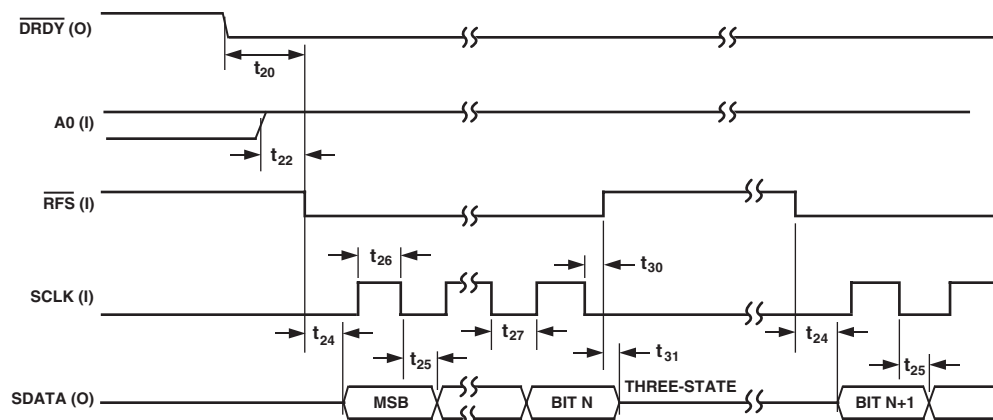 DRDY (O)
t20
A0 (I)
t22
RFS (I)
t26
t30
SCLK (I)
t24
t27
t24
t25
t31
t25
THREE-STATE
SDATA (O)
MSB
BIT N
BIT N+1